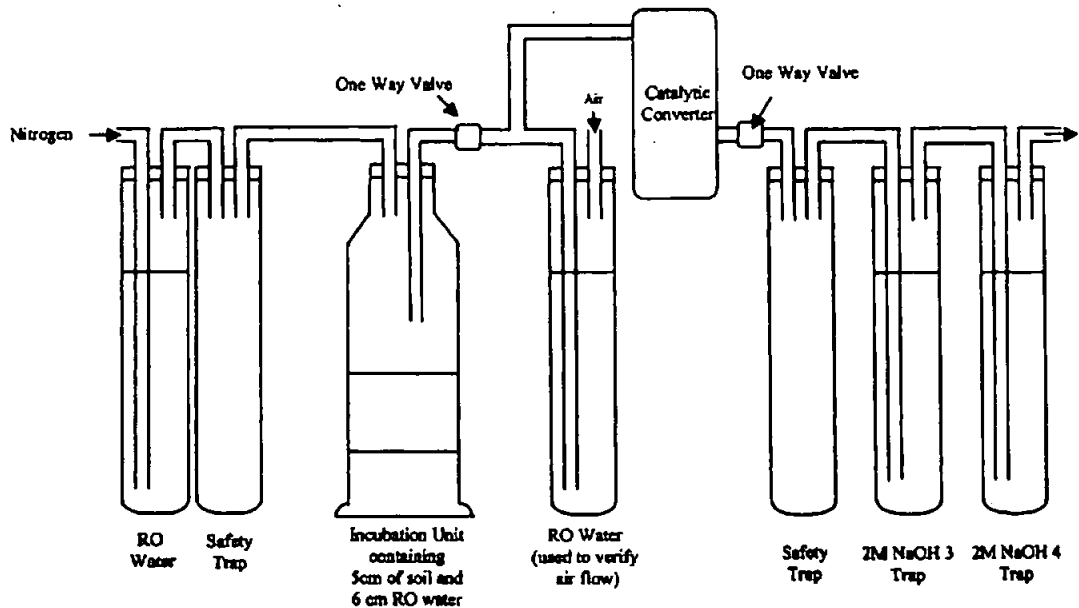 One Way Valve
Air
Catalytic
Converter
One Way Valve
Nitrogen
RO
Water
Safety
Trap
Incubation Unit
containing
5cm of soil and
6 cm RO water
RO Water
(used to verify
air flow)
Safety
Trap
2M NaOH 3
Trap
2M NaOH 4
Trap